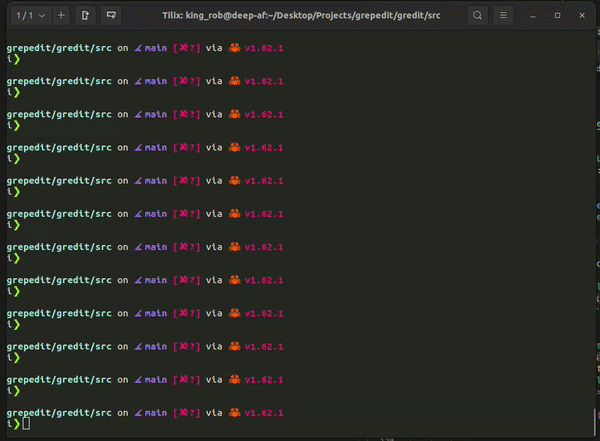 1 / 1
Tilix: king_rob@deep-af:~/Desktop/Projects/grepedit/gredit/src
grepedit/gredit/src on main [✘?] via 🦀 v1.62.1
i❯
grepedit/gredit/src on main [✘?] via 🦀 v1.62.1
i❯
grepedit/gredit/src on main [✘?] via 🦀 v1.62.1
i❯
grepedit/gredit/src on main [✘?] via 🦀 v1.62.1
i❯
grepedit/gredit/src on main [✘?] via 🦀 v1.62.1
i❯
grepedit/gredit/src on main [✘?] via 🦀 v1.62.1
i❯
grepedit/gredit/src on main [✘?] via 🦀 v1.62.1
i❯
grepedit/gredit/src on main [✘?] via 🦀 v1.62.1
i❯
grepedit/gredit/src on main [✘?] via 🦀 v1.62.1
i❯
grepedit/gredit/src on main [✘?] via 🦀 v1.62.1
i❯
grepedit/gredit/src on main [✘?] via 🦀 v1.62.1
i❯
grepedit/gredit/src on main [✘?] via 🦀 v1.62.1
i❯